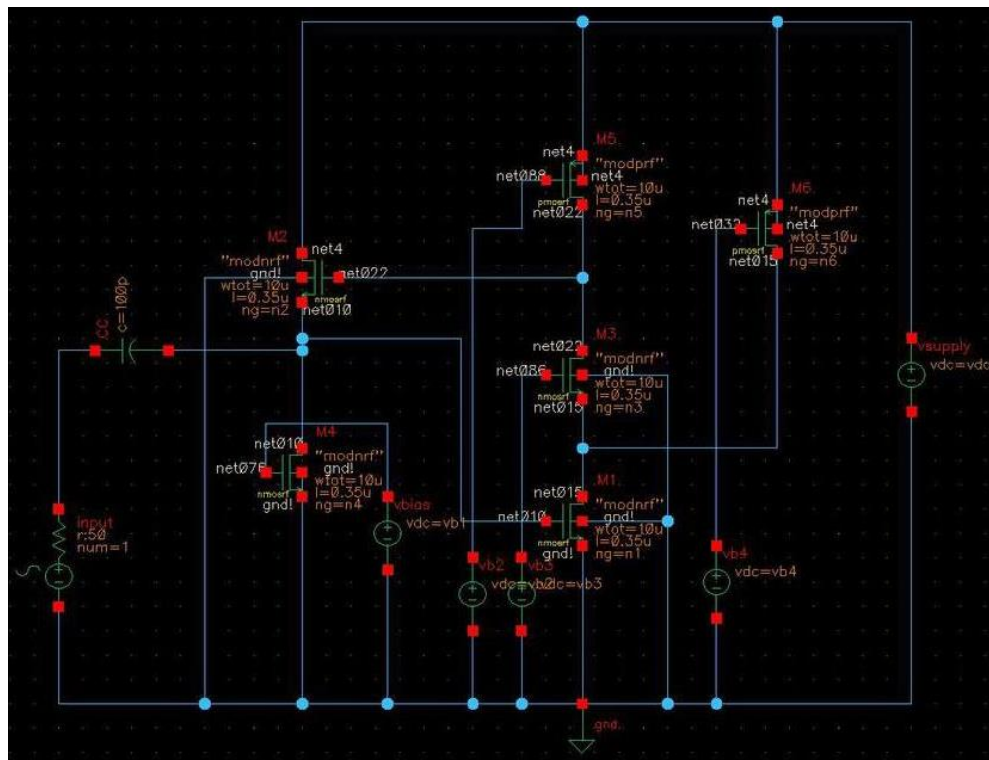 M5
net4
"modprf"
net088
net4
wtot=10u
pmosrf
l=0.35u
net022
ng=n5
M6
net4
"modprf"
net032
net4
wtot=10u
pmosrf
l=0.35u
net015
ng=n6
M2
net4
"modnrf"
gnd!
net022
wtot=10u
l=0.35u
nmosrf
ng=n2
net010
CC
c=100p
net022
M3
"modnrf"
net086
gnd!
wtot=10u
nmosrf
l=0.35u
net015
ng=n3
vsupply
vdc=vdc
net010
M4
"modnrf"
net076
gnd!
wtot=10u
nmosrf
l=0.35u
gnd!
ng=n4
vbias
vdc=vb1
net015
M1
"modnrf"
net010
gnd!
wtot=10u
nmosrf
l=0.35u
gnd!
ng=n1
input
r:50
num=1
vb2
vdc=vb2
vb3
vdc=vb3
vb4
vdc=vb4
gnd